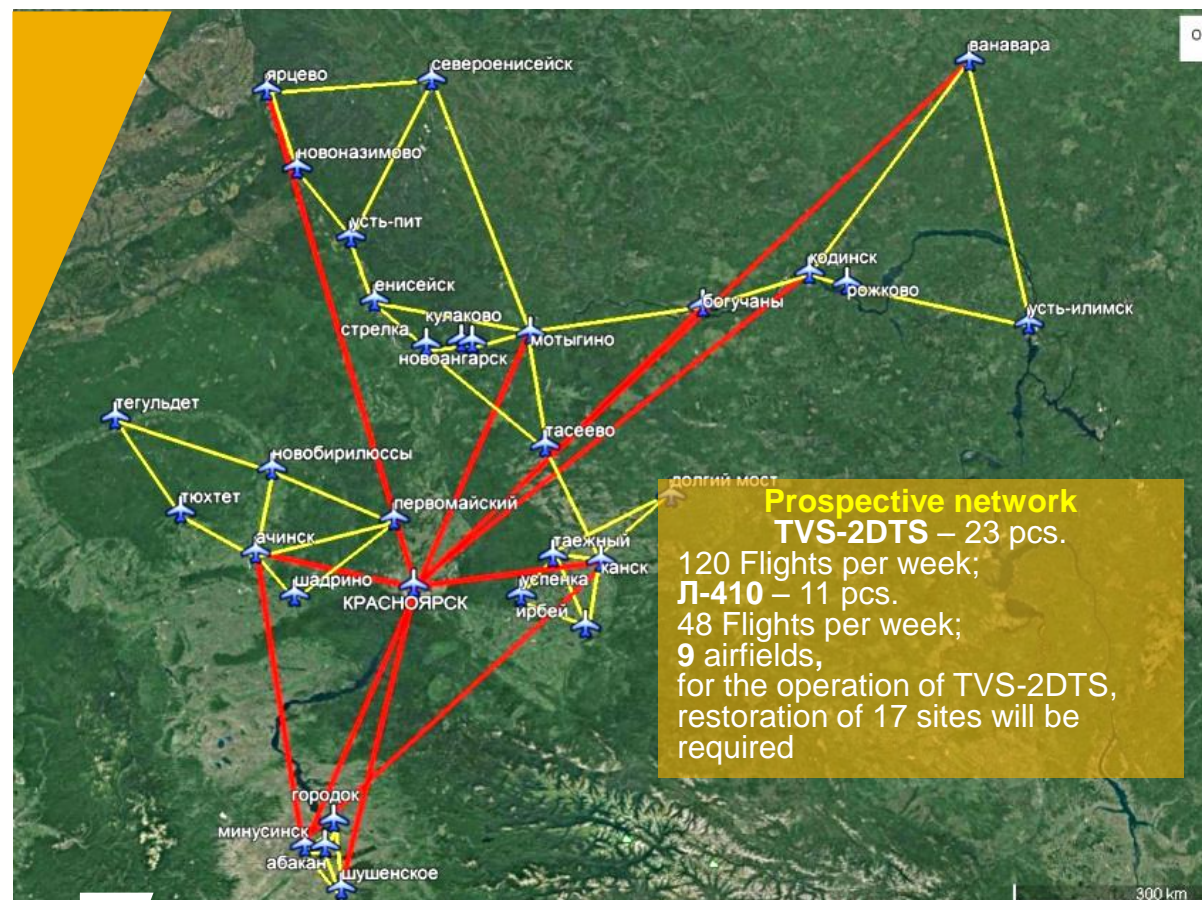 ванавара
североенисейск
ярцево
новоназимово
усть-пит
кодинск
рожково
енисейск
богучаны
кулаково
усть-илимск
стрелка
мотыгино
новоангарск
тегульдет
тасеево
новобирилюссы
долгий мост
тюхтет
первомайский
ачинск
таежный
канск
шадрино
успенка
КРАСНОЯРСК
ирбей
Prospective network
TVS-2DTS – 23 pcs.
120 Flights per week;
Л-410 – 11 pcs.
48 Flights per week;
9 airfields,
for the operation of TVS-2DTS,
restoration of 17 sites will be
required
городок
минусинск
абакан
шушенское
300 km